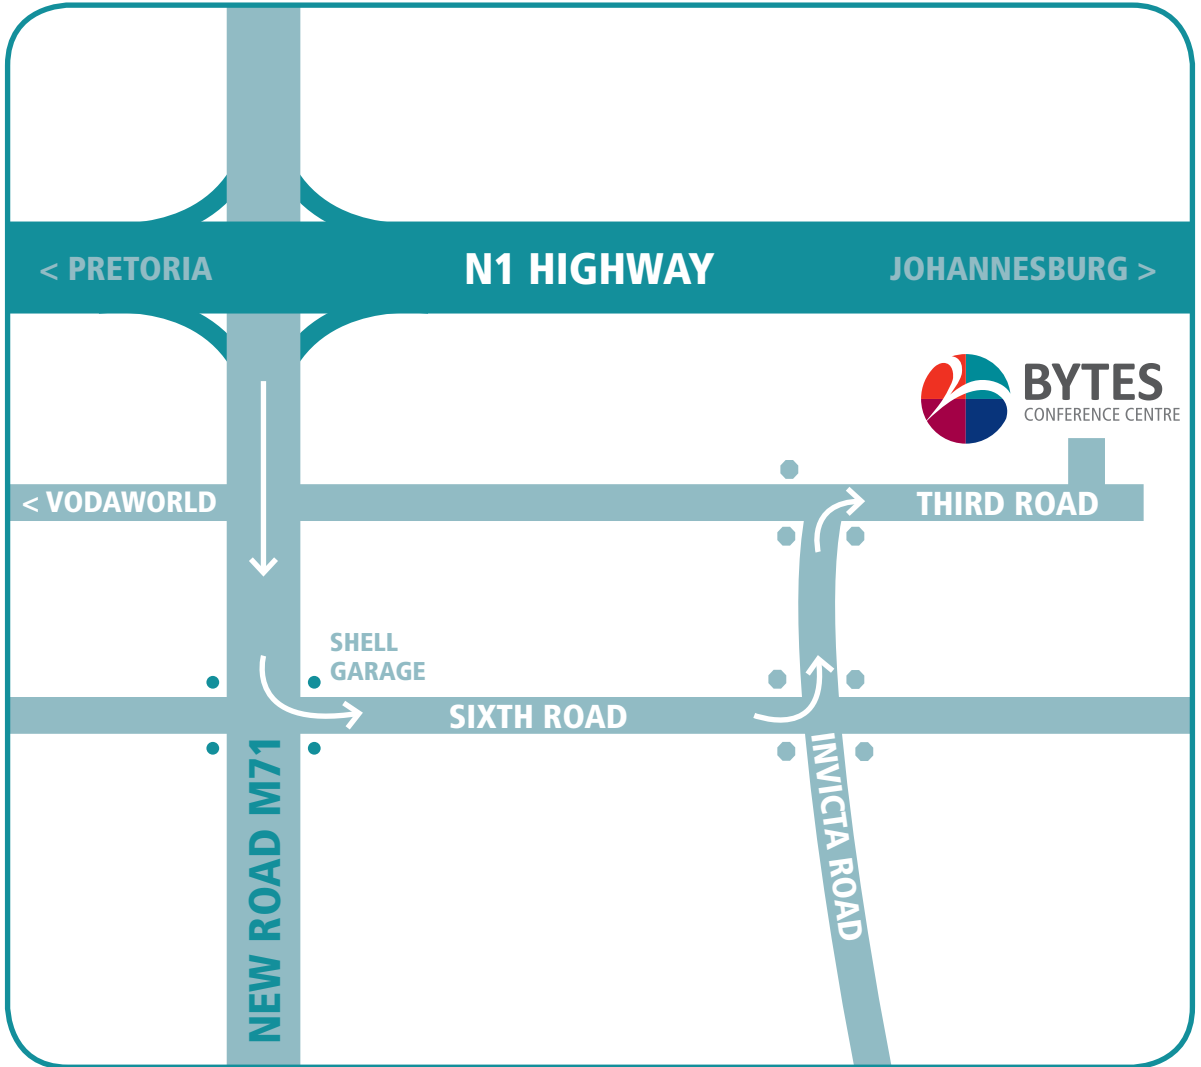 < PRETORIA
N1 HIGHWAY
JOHANNESBURG >
BYTES
CONFERENCE CENTRE
< VODAWORLD
THIRD ROAD
SHELL
GARAGE
SIXTH ROAD
NEW ROAD M71
INVICTA ROAD